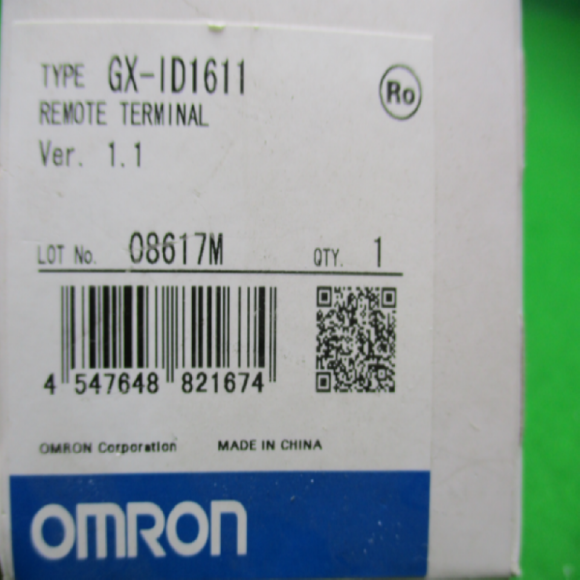 TYPE GX-ID1611
Ro
REMOTE TERMINAL
Ver. 1.1
LOT No. 08617M QTY. 1
4 547648 821674
OMRON Corporation MADE IN CHINA
OMRON